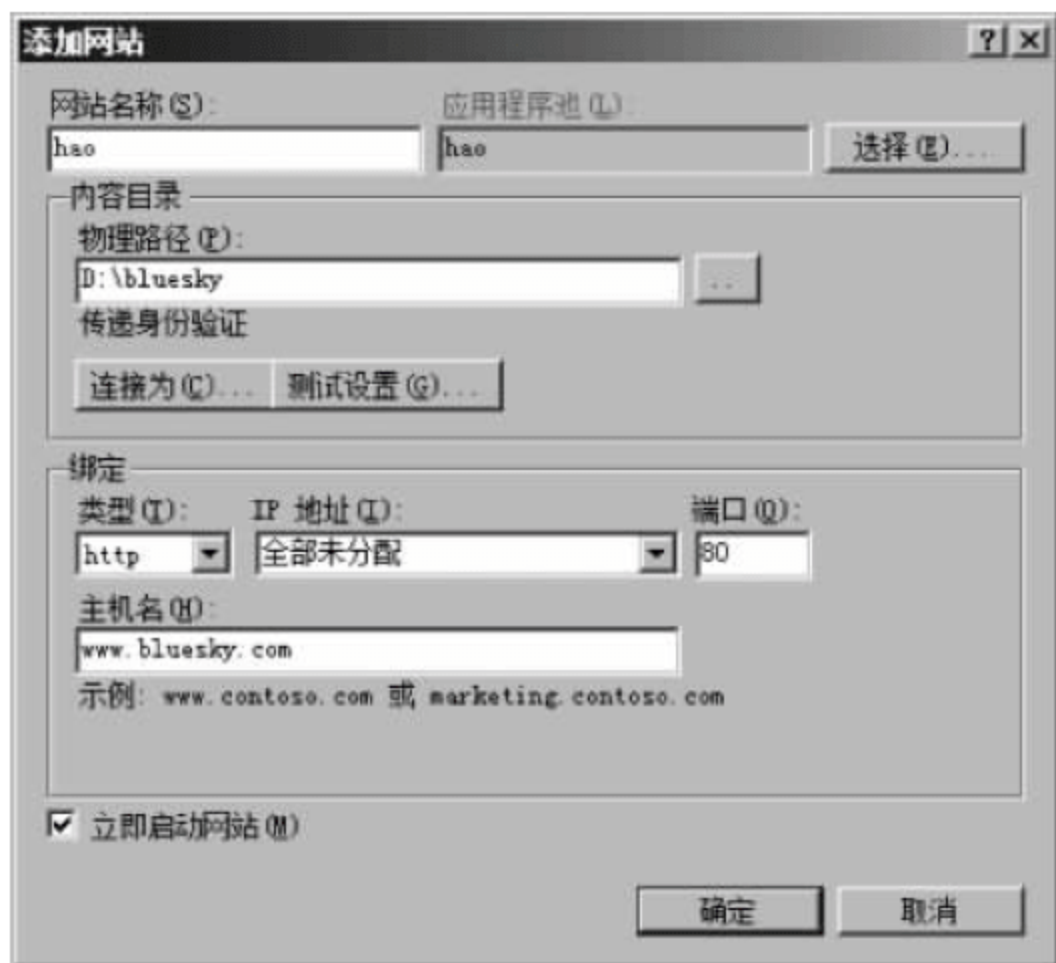 添加网站
网站名称(S): 应用程序池(L):
hao hao 选择(E)...
内容目录
物理路径(P):
D:\bluesky ..
传递身份验证
连接为(C)... 测试设置(G)...
绑定
类型(T): IP 地址(I): 端口(O):
http 全部未分配 80
主机名(H):
www.bluesky.com
示例: www.contoso.com 或 marketing.contoso.com
立即启动网站(M)
确定 取消